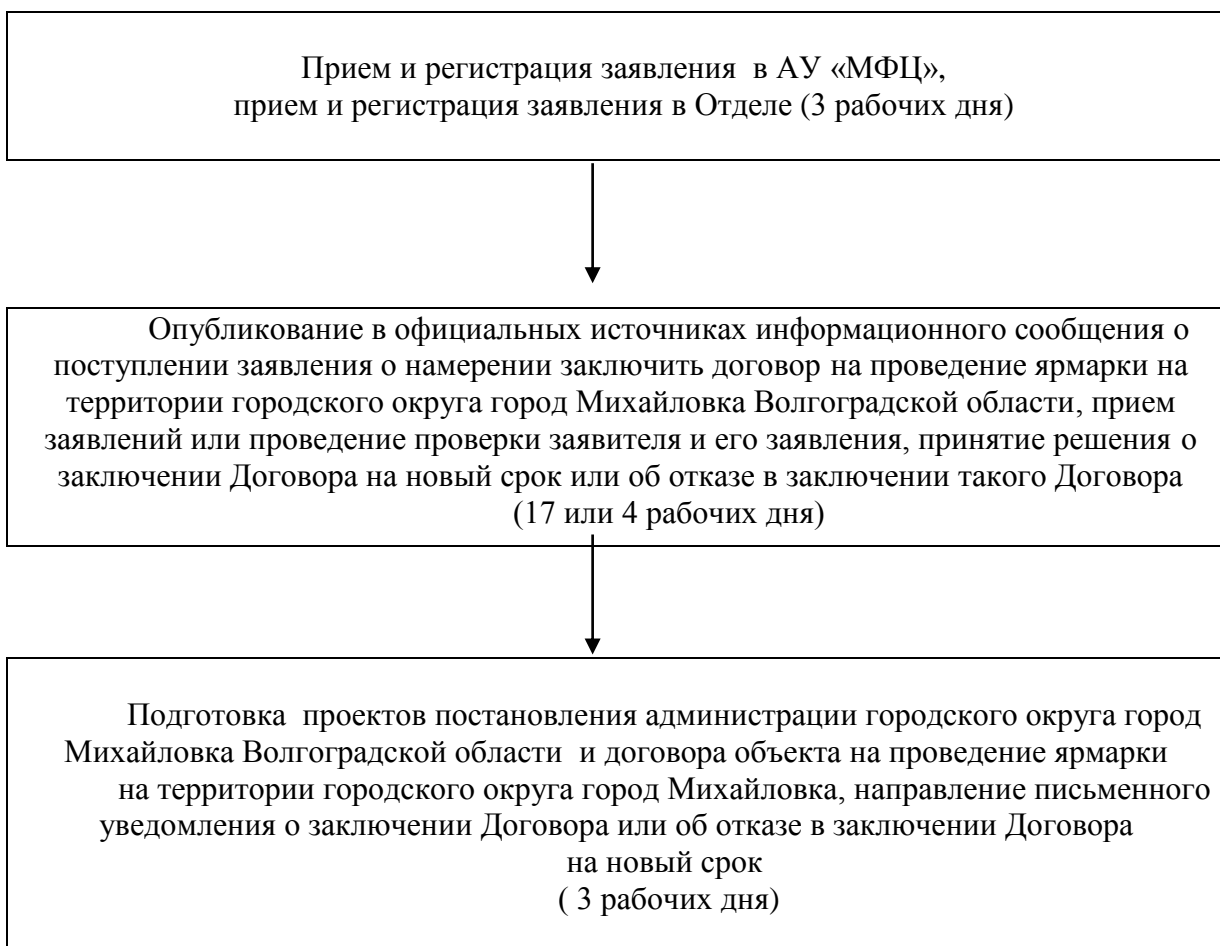 Прием и регистрация заявления в АУ «МФЦ»,
прием и регистрация заявления в Отделе (3 рабочих дня)
Опубликование в официальных источниках информационного сообщения о
поступлении заявления о намерении заключить договор на проведение ярмарки на
территории городского округа город Михайловка Волгоградской области, прием
заявлений или проведение проверки заявителя и его заявления, принятие решения о
заключении Договора на новый срок или об отказе в заключении такого Договора
(17 или 4 рабочих дня)
Подготовка проектов постановления администрации городского округа город
Михайловка Волгоградской области и договора объекта на проведение ярмарки
на территории городского округа город Михайловка, направление письменного
уведомления о заключении Договора или об отказе в заключении Договора
на новый срок
( 3 рабочих дня)